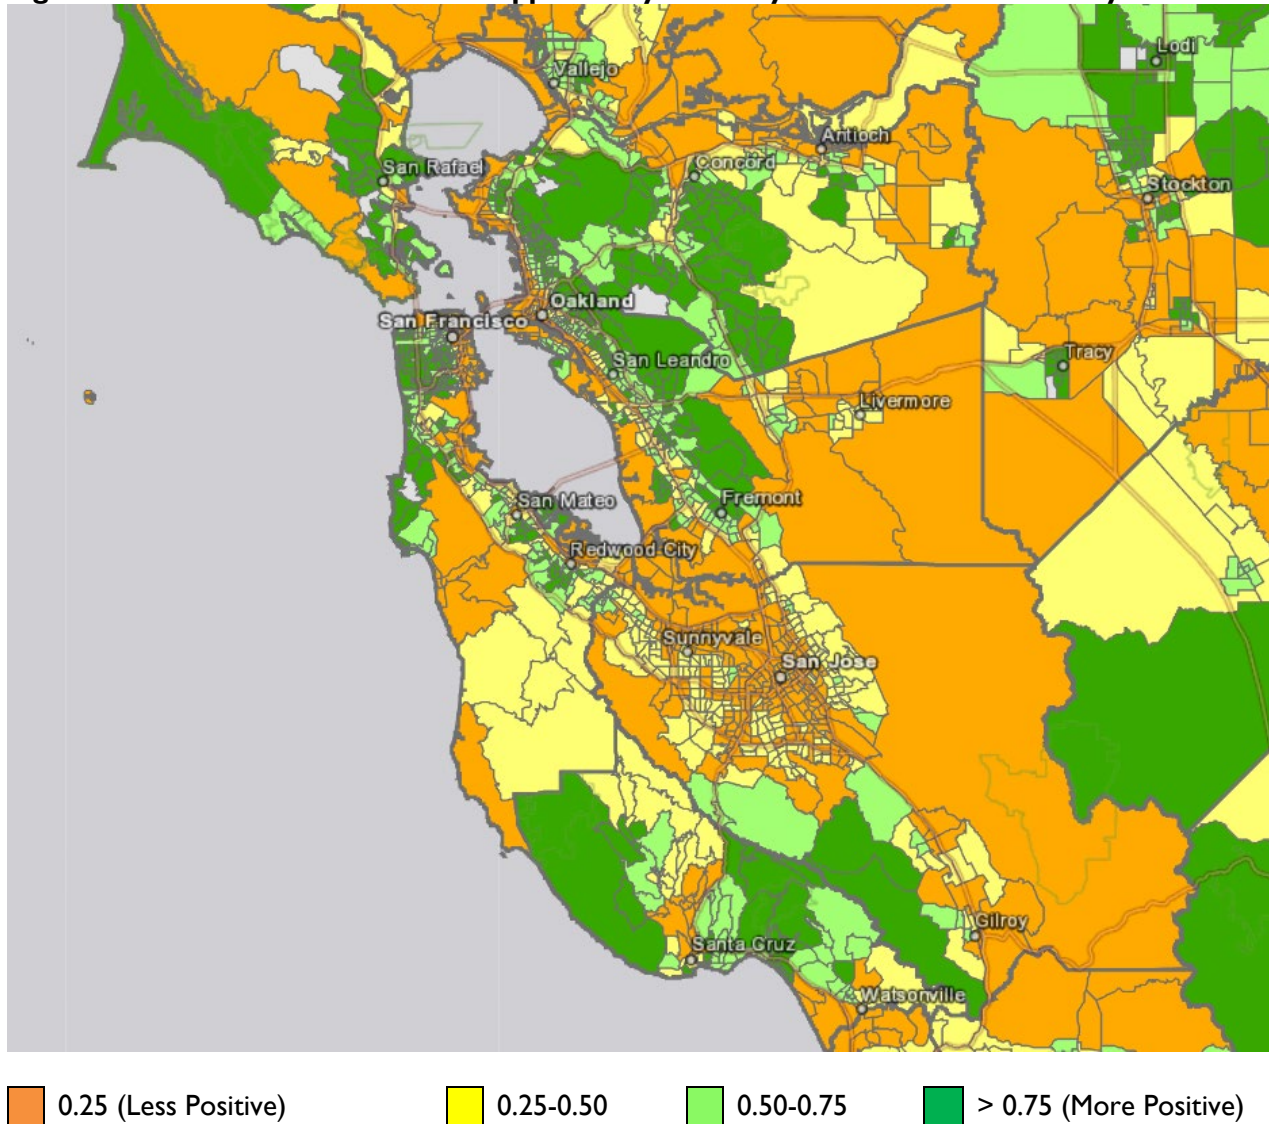 Lodi
Vallejo
Antioch
Concord
San Rafael
Stockton
Oakland
San Francisco
San Leandro
Tracy
Livermore
San Mateo
Fremont
Redwood City
Sunnyvale
San Jose
Gilroy
Santa Cruz
Watsonville
0.25 (Less Positive) 0.25-0.50 0.50-0.75 > 0.75 (More Positive)